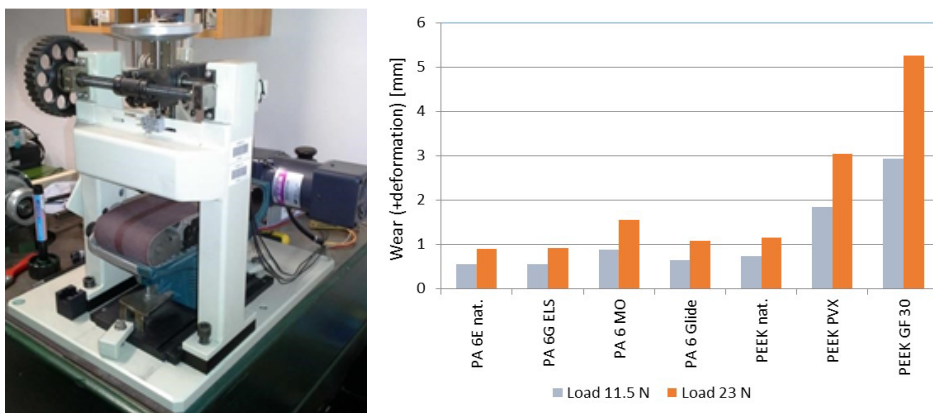 6
5
4
3
2
1
0
Wear (+deformation) [mm]
PA 6E nat.
PA 6G ELS
PA 6 MO
PA 6 Glide
PEEK nat.
PEEK PVX
PEEK GF 30
Load 11.5 N
Load 23 N